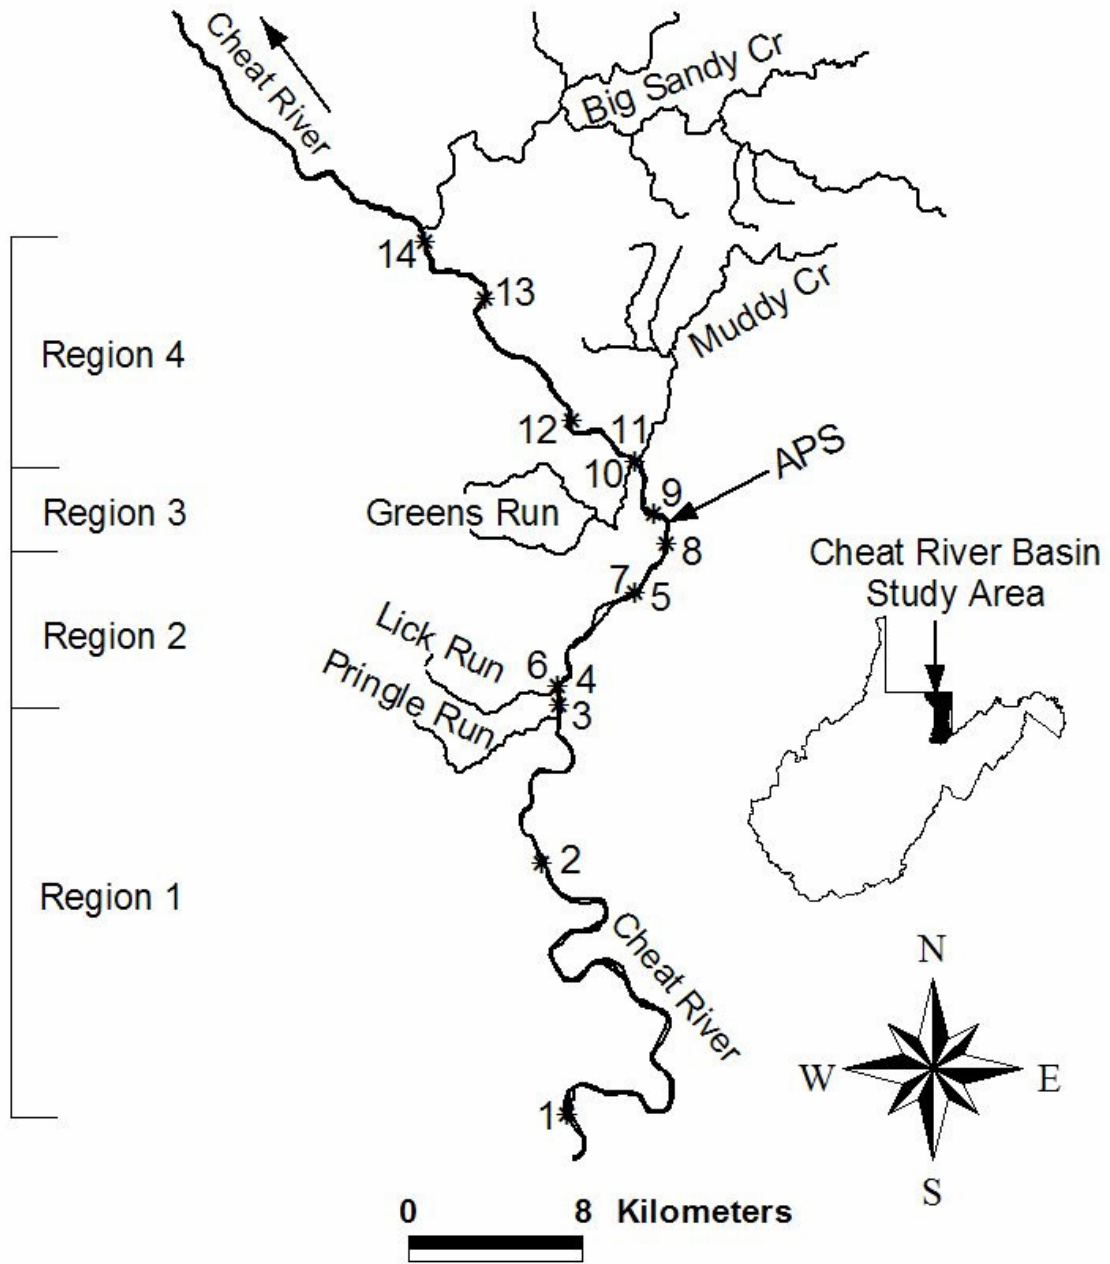 Cheat River
Big Sandy Cr
14
13
Muddy Cr
Region 4
12
11
10
APS
9
Region 3
Greens Run
8
Cheat River Basin
Study Area
7
5
Region 2
Lick Run
6
4
Pringle Run
3
2
Region 1
Cheat River
N
W
E
S
1
0
8
Kilometers